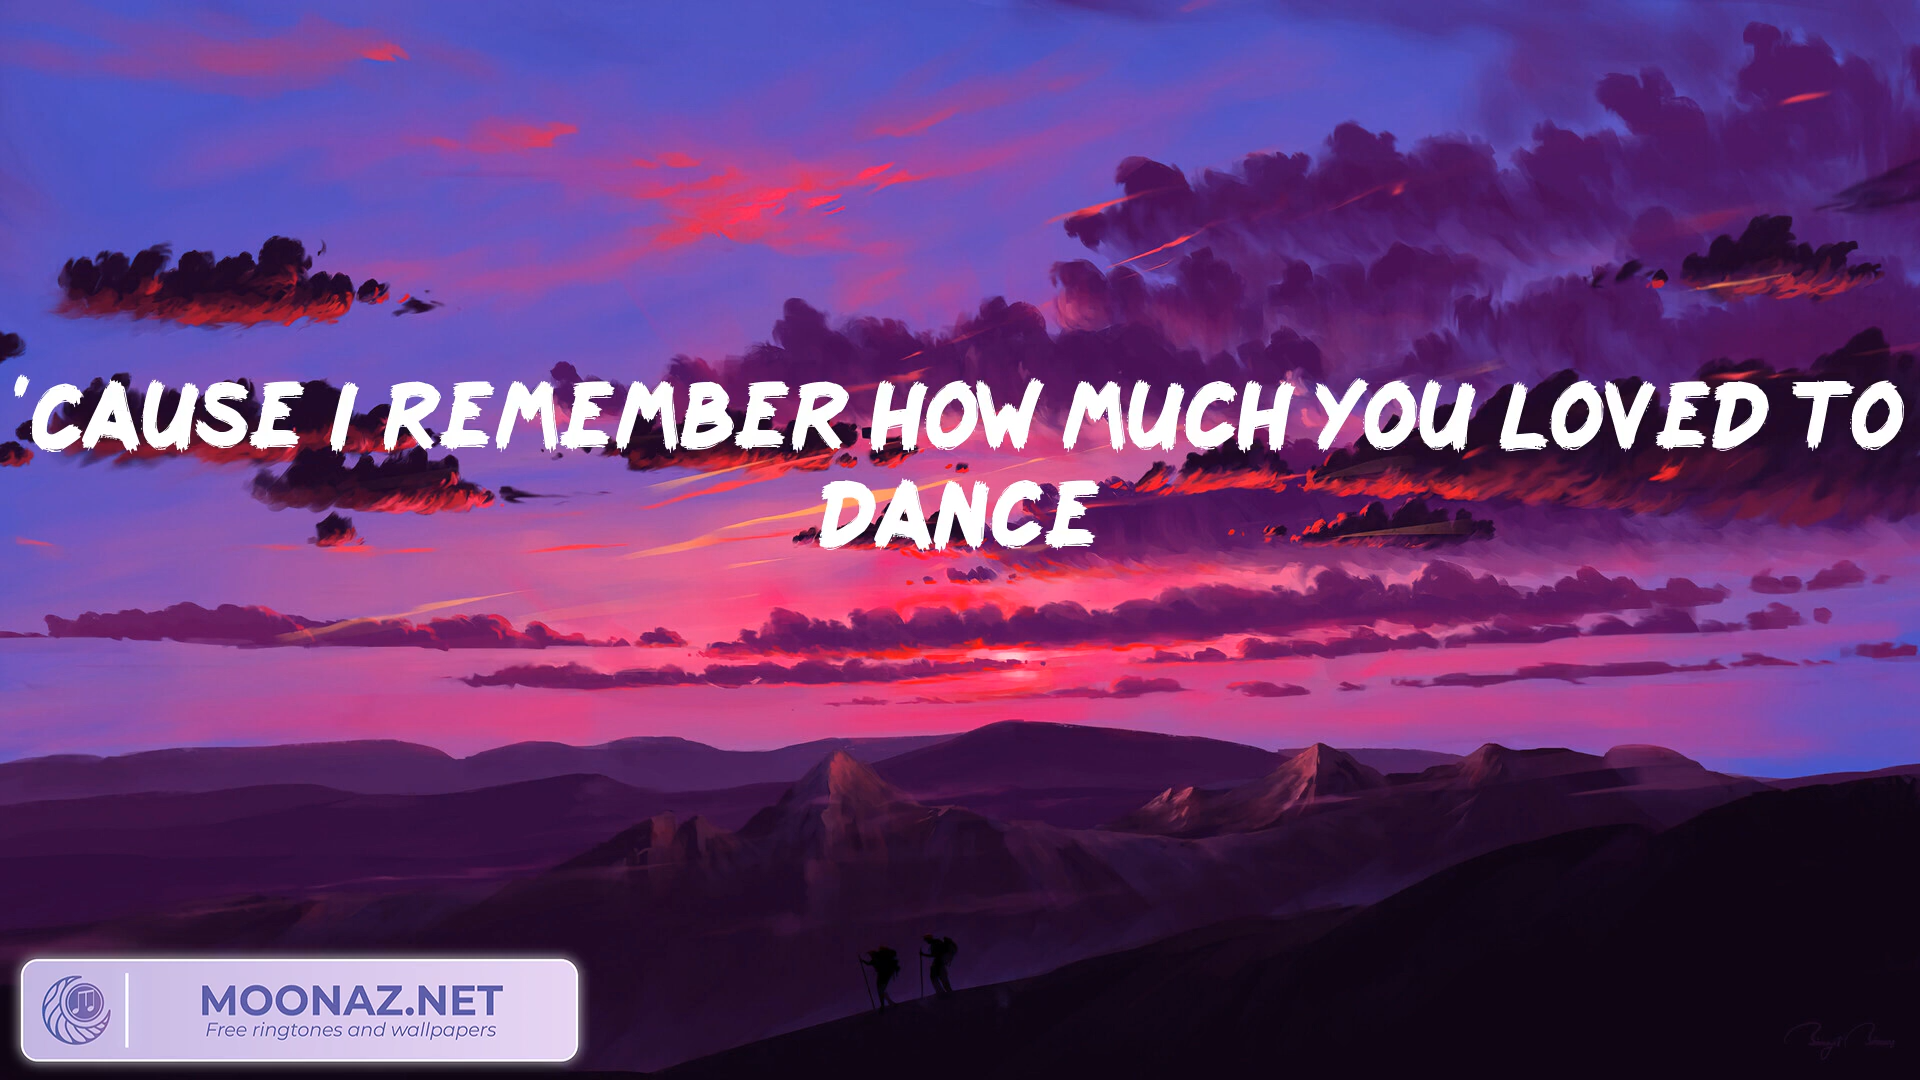 'CAUSE I REMEMBER HOW MUCH YOU LOVED TO
DANCE
MOONAZ.NET
Free ringtones and wallpapers